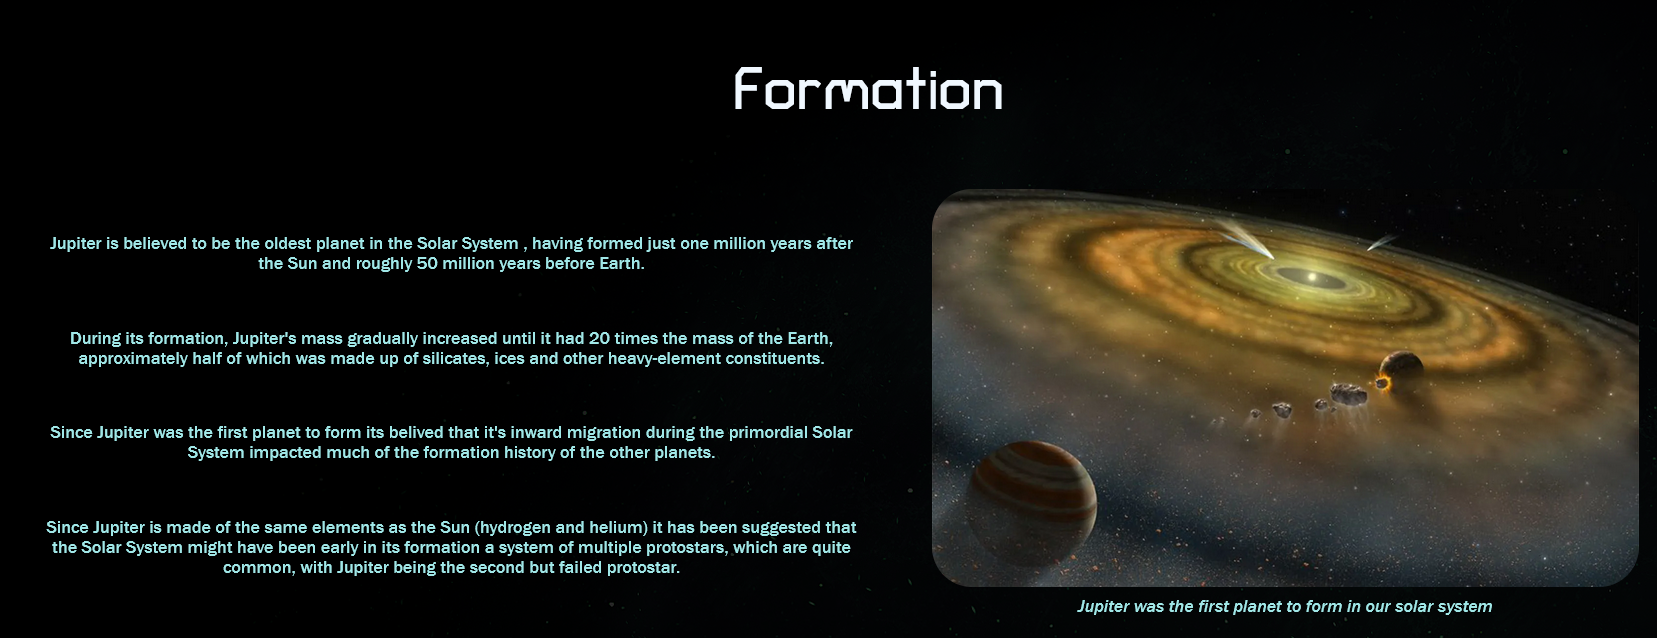 Formation
Jupiter is believed to be the oldest planet in the Solar System , having formed just one million years after
the Sun and roughly 50 million years before Earth.
During its formation, Jupiter's mass gradually increased until it had 20 times the mass of the Earth,
approximately half of which was made up of silicates, ices and other heavy-element constituents.
Since Jupiter was the first planet to form its belived that it's inward migration during the primordial Solar
System impacted much of the formation history of the other planets.
Since Jupiter is made of the same elements as the Sun (hydrogen and helium) it has been suggested that
the Solar System might have been early in its formation a system of multiple protostars, which are quite
common, with Jupiter being the second but failed protostar.
Jupiter was the first planet to form in our solar system